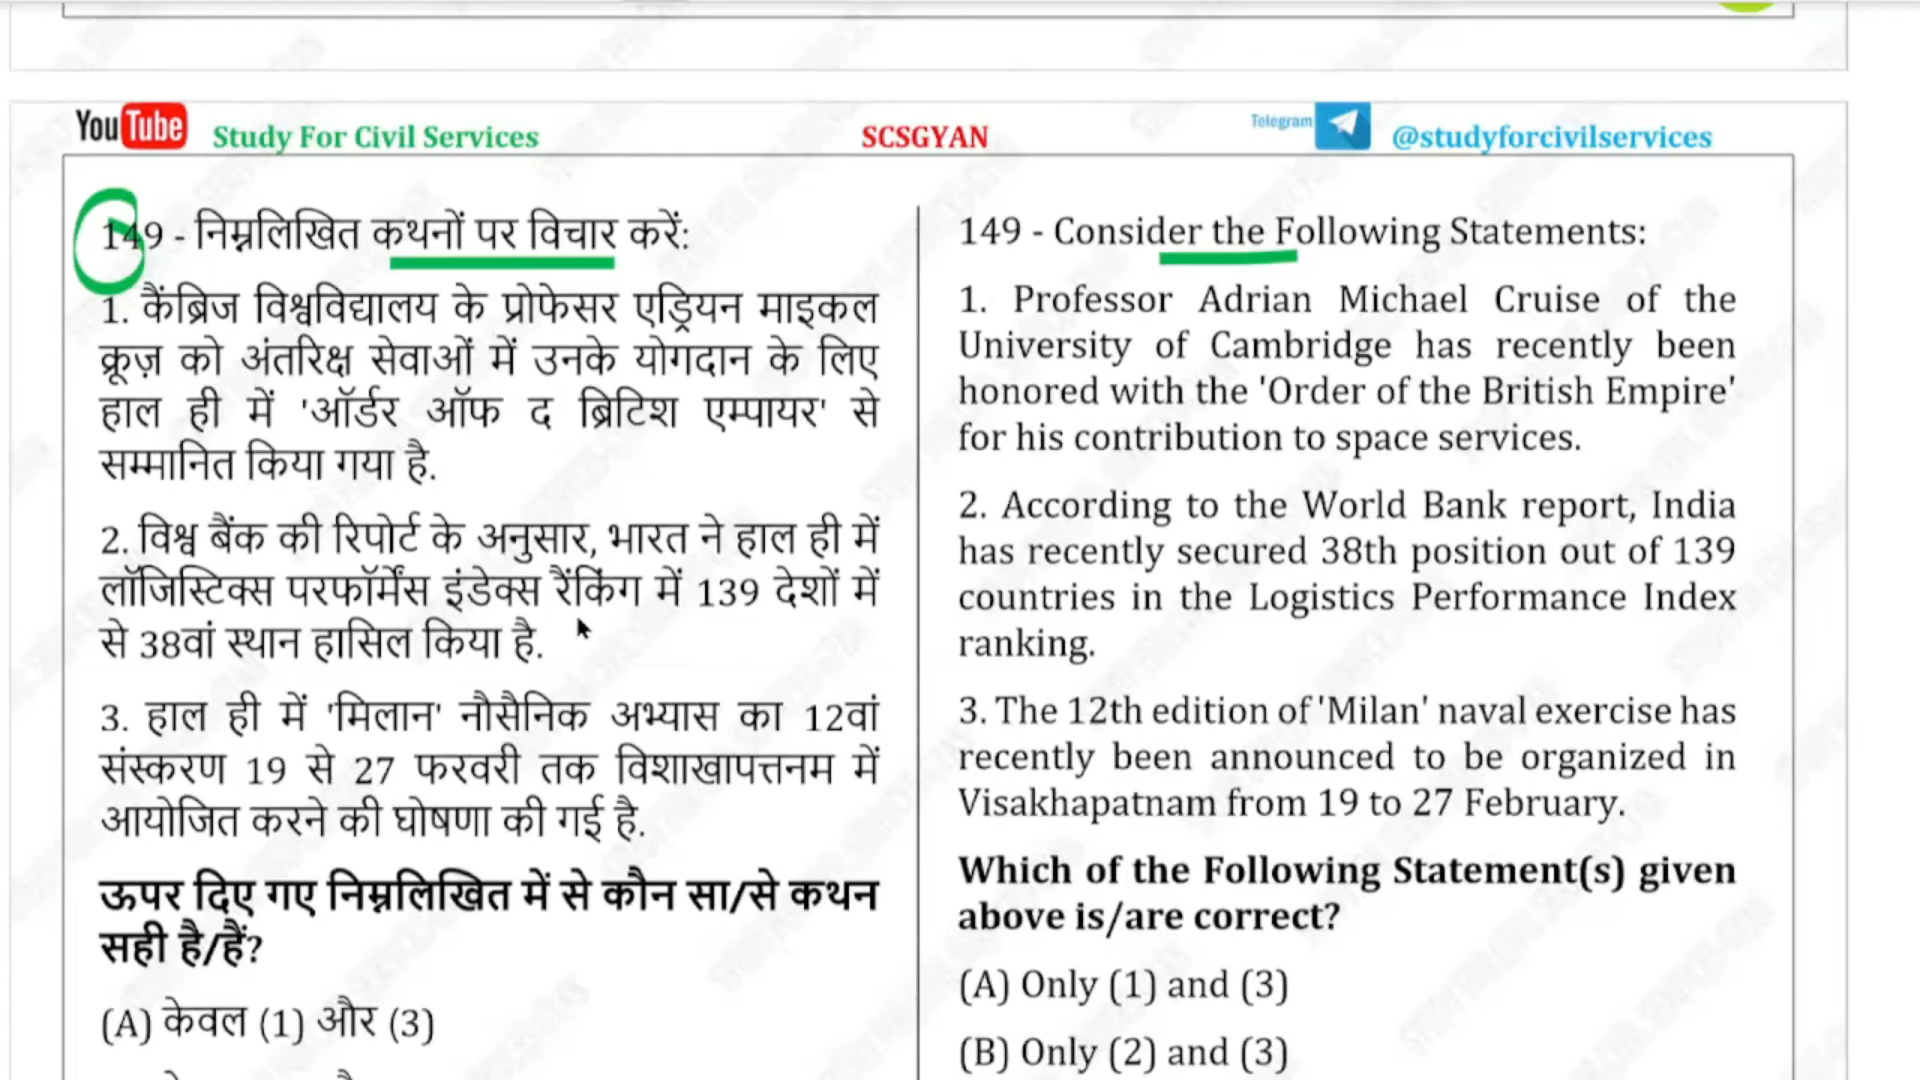 YouTube Study For Civil Services SCSGYAN Telegram @studyforcivilservices
149 - निम्नलिखित कथनों पर विचार करें:
1. कैंब्रिज विश्वविद्यालय के प्रोफेसर एड्रियन माइकल
क्रूज़ को अंतरिक्ष सेवाओं में उनके योगदान के लिए
हाल ही में 'ऑर्डर ऑफ द ब्रिटिश एम्पायर' से
सम्मानित किया गया है.
2. विश्व बैंक की रिपोर्ट के अनुसार, भारत ने हाल ही में
लॉजिस्टिक्स परफॉर्मेंस इंडेक्स रैंकिंग में 139 देशों में
से 38वां स्थान हासिल किया है.
3. हाल ही में 'मिलान' नौसैनिक अभ्यास का 12वां
संस्करण 19 से 27 फरवरी तक विशाखापत्तनम में
आयोजित करने की घोषणा की गई है.
ऊपर दिए गए निम्नलिखित में से कौन सा/से कथन
सही है/हैं?
(A) केवल (1) और (3)
149 - Consider the Following Statements:
1. Professor Adrian Michael Cruise of the
University of Cambridge has recently been
honored with the 'Order of the British Empire'
for his contribution to space services.
2. According to the World Bank report, India
has recently secured 38th position out of 139
countries in the Logistics Performance Index
ranking.
3. The 12th edition of 'Milan' naval exercise has
recently been announced to be organized in
Visakhapatnam from 19 to 27 February.
Which of the Following Statement(s) given
above is/are correct?
(A) Only (1) and (3)
(B) Only (2) and (3)